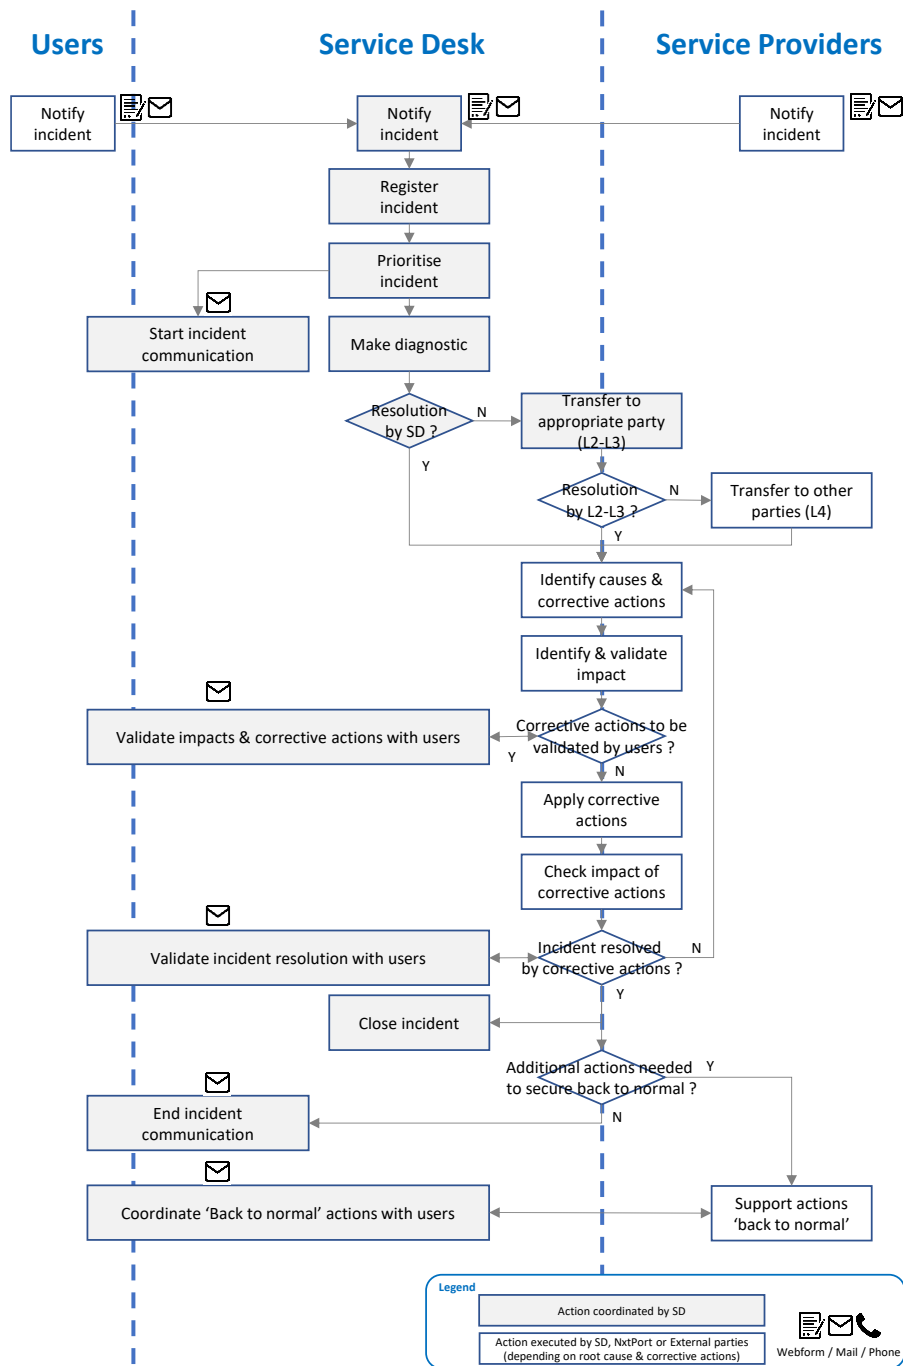 Users
Service Desk
Service Providers
Notify
incident
Notify
incident
Notify
incident
Register
incident
Prioritise
incident
Start incident
communication
Make diagnostic
Resolution
by SD ?
N
Y
Transfer to
appropriate party
(L2-L3)
Resolution
by L2-L3 ?
N
Y
Transfer to other
parties (L4)
Identify causes &
corrective actions
Identify & validate
impact
Validate impacts & corrective actions with users
Y
Corrective actions to be
validated by users ?
N
Apply corrective
actions
Check impact of
corrective actions
Validate incident resolution with users
Incident resolved
by corrective actions ?
N
Y
Close incident
Additional actions needed
to secure back to normal ?
Y
N
End incident
communication
Coordinate ‘Back to normal’ actions with users
Support actions
‘back to normal’
Legend
Action coordinated by SD
Action executed by SD, NxtPort or External parties
(depending on root cause & corrective actions)
Webform / Mail / Phone